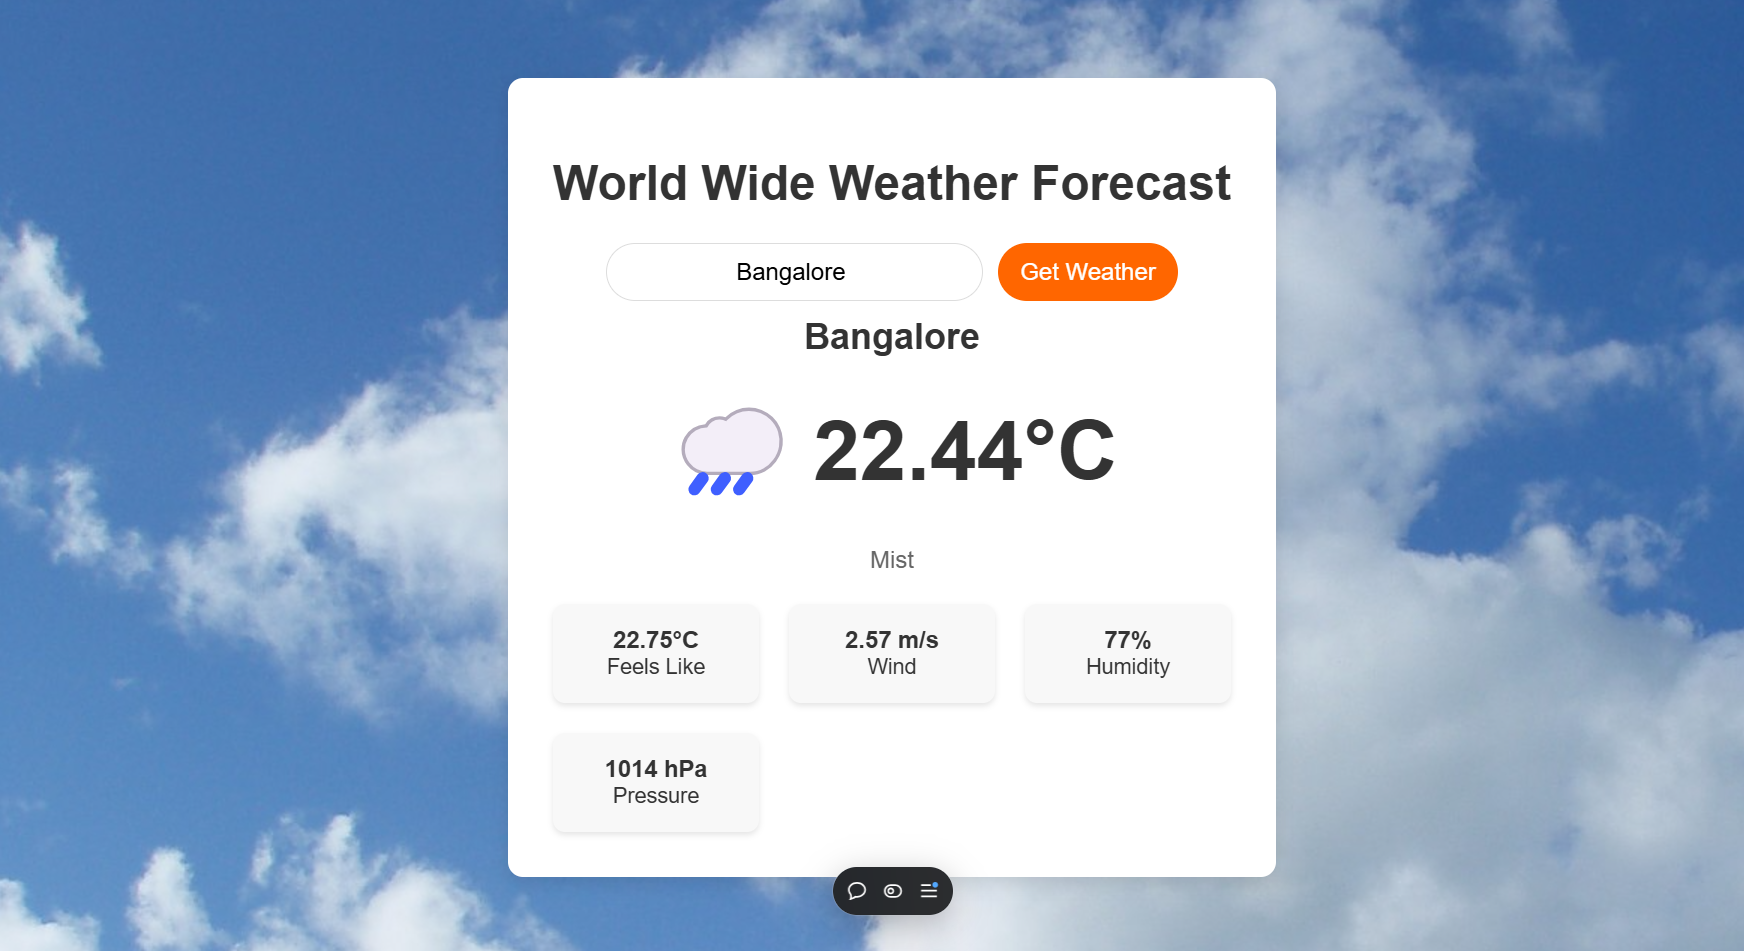 World Wide Weather Forecast
Bangalore
Get Weather
Bangalore
22.44°C
Mist
22.75°C
Feels Like
2.57 m/s
Wind
77%
Humidity
1014 hPa
Pressure